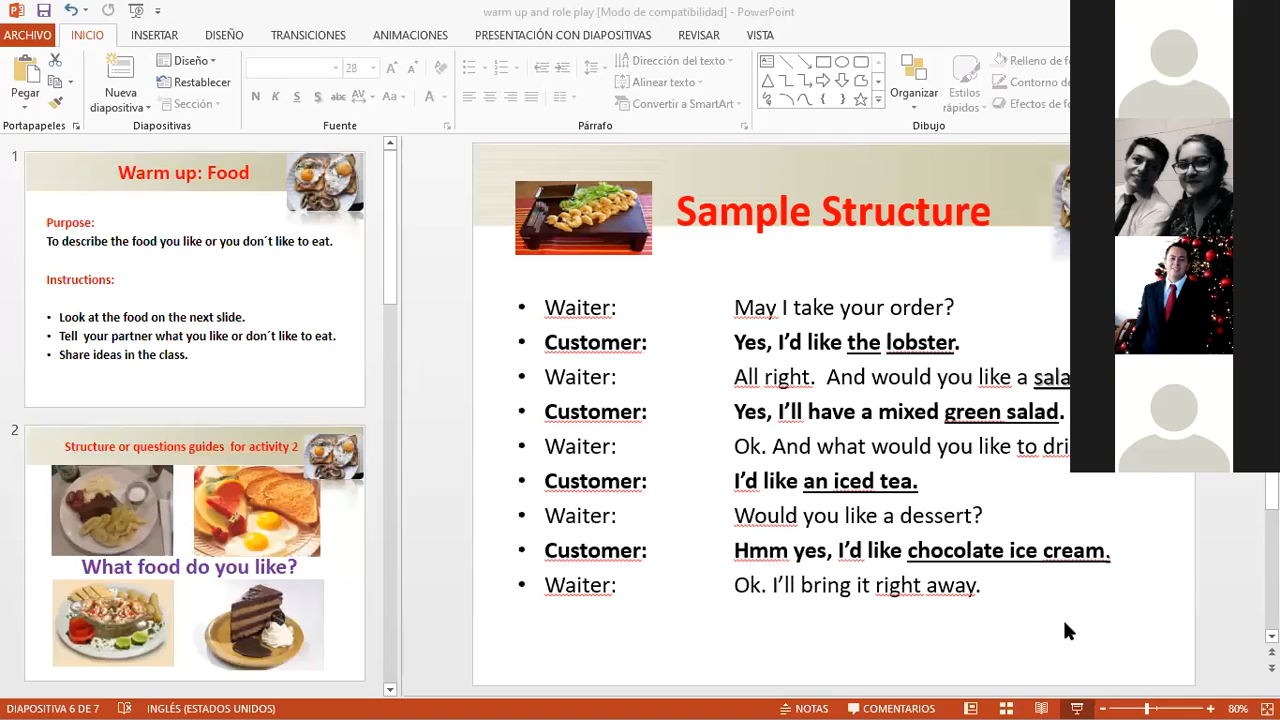 warm up and role play [Modo de compatibilidad] - PowerPoint
ARCHIVO INICIO INSERTAR DISEÑO TRANSICIONES ANIMACIONES PRESENTACIÓN CON DIAPOSITIVAS REVISAR VISTA
Pegar
Nueva diapositiva
Diseño
Restablecer
Sección
28
N K S S abc AV Aa A
Dirección del texto
Alinear texto
Convertir a SmartArt
Organizar
Estilos rápidos
Relleno de
Contorno
Efectos de
Portapapeles Diapositivas Fuente Párrafo Dibujo
1
Warm up: Food
Purpose:
To describe the food you like or you don´t like to eat.
Instructions:
• Look at the food on the next slide.
• Tell your partner what you like or don´t like to eat.
• Share ideas in the class.
2
Structure or questions guides for activity 2
What food do you like?
Sample Structure
• Waiter: May I take your order?
• Customer: Yes, I’d like the lobster.
• Waiter: All right. And would you like a sala
• Customer: Yes, I’ll have a mixed green salad.
• Waiter: Ok. And what would you like to dri
• Customer: I’d like an iced tea.
• Waiter: Would you like a dessert?
• Customer: Hmm yes, I’d like chocolate ice cream.
• Waiter: Ok. I’ll bring it right away.
DIAPOSITIVA 6 DE 7 INGLÉS (ESTADOS UNIDOS) NOTAS COMENTARIOS 80%